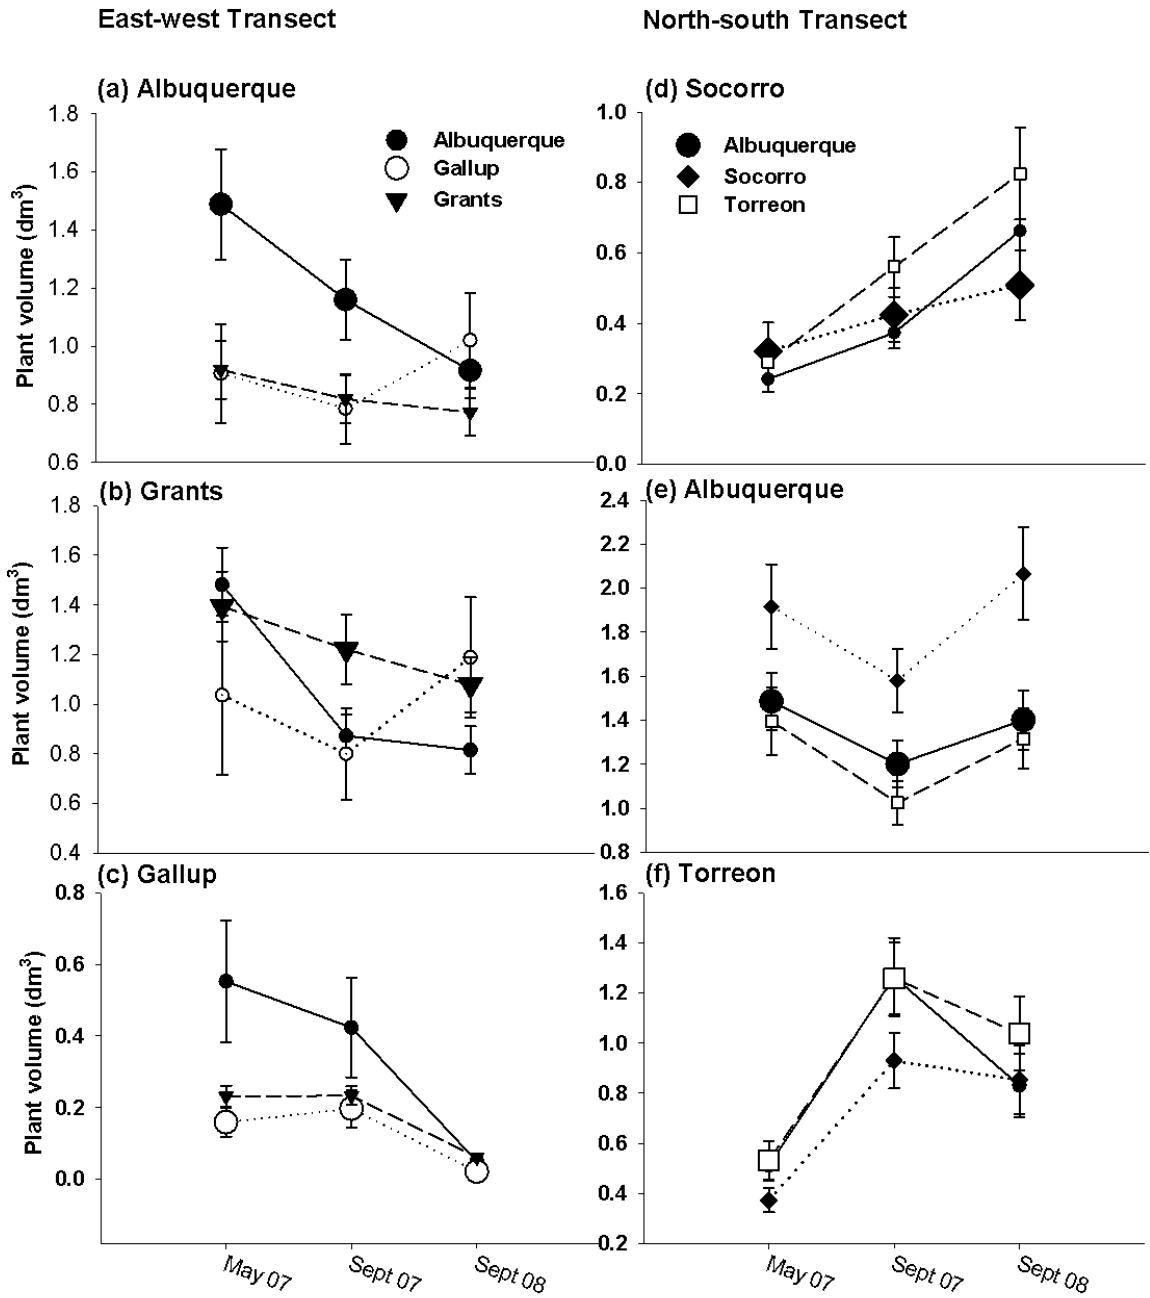 East-west Transect
North-south Transect
(a) Albuquerque
Plant volume (dm³)
1.8
1.6
1.4
1.2
1.0
0.8
0.6
Albuquerque
Gallup
Grants
(d) Socorro
1.0
0.8
0.6
0.4
0.2
0.0
Albuquerque
Socorro
Torreon
(b) Grants
Plant volume (dm³)
1.8
1.6
1.4
1.2
1.0
0.8
0.6
0.4
(e) Albuquerque
2.4
2.2
2.0
1.8
1.6
1.4
1.2
1.0
0.8
(c) Gallup
Plant volume (dm³)
0.8
0.6
0.4
0.2
0.0
May 07
Sept 07
Sept 08
(f) Torreon
1.6
1.4
1.2
1.0
0.8
0.6
0.4
0.2
May 07
Sept 07
Sept 08